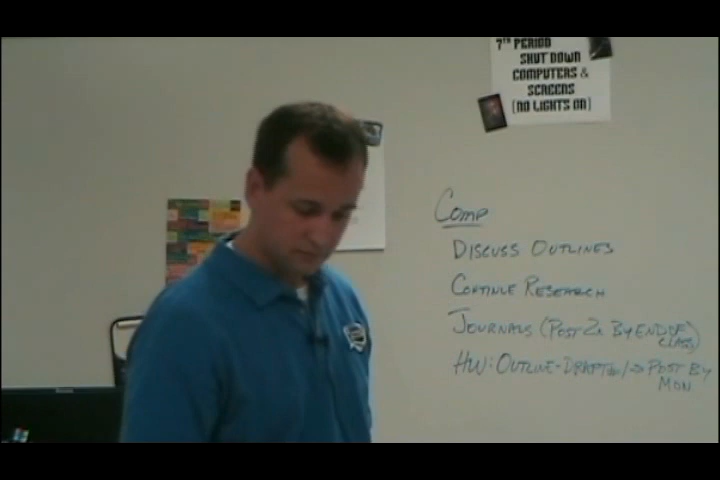 7TH PERIOD
SHUT DOWN
COMPUTERS &
SCREENS
(NO LIGHTS ON)
COMP
DISCUSS OUTLINES
CONTINUE RESEARCH
JOURNALS (POST 2x BY END OF
CLASS)
HW: OUTLINE-DRAFT → POST BY
MON